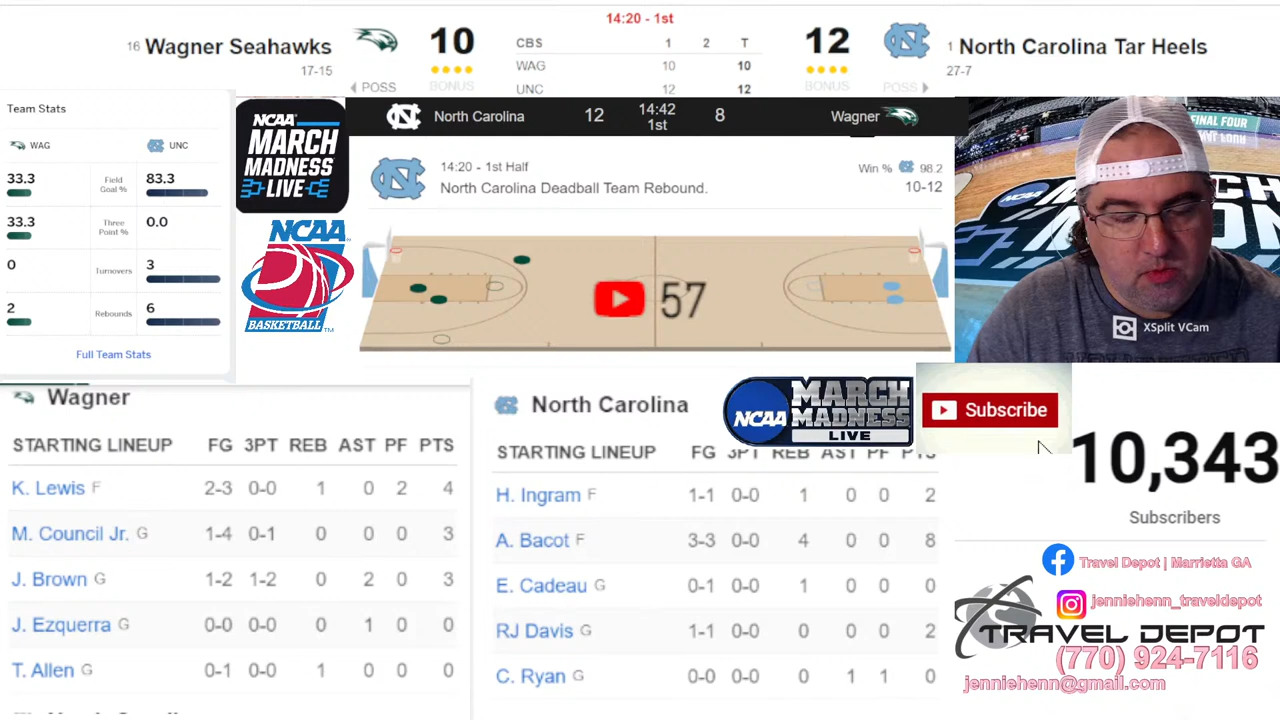 14:20 - 1st
16 Wagner Seahawks
17-15
10
BONUS
POSS
CBS 1 2 T
WAG 10 10
UNC 12 12
12
BONUS
POSS
1 North Carolina Tar Heels
27-7
Team Stats
WAG UNC
33.3 Field Goal % 83.3
33.3 Three Point % 0.0
0 Turnovers 3
2 Rebounds 6
Full Team Stats
NCAA
MARCH
MADNESS
LIVE
NCAA
BASKETBALL™
North Carolina 12 14:42 1st 8 Wagner
14:20 - 1st Half
North Carolina Deadball Team Rebound.
Win % 98.2
10-12
57
FINAL FOUR
XSplit VCam
Wagner
STARTING LINEUP FG 3PT REB AST PF PTS
K. Lewis F 2-3 0-0 1 0 2 4
M. Council Jr. G 1-4 0-1 0 0 0 3
J. Brown G 1-2 1-2 0 2 0 3
J. Ezquerra G 0-0 0-0 0 1 0 0
T. Allen G 0-1 0-0 1 0 0 0
North Carolina
NCAA
MARCH
MADNESS
LIVE
STARTING LINEUP FG 3PT REB AST PF PTS
H. Ingram F 1-1 0-0 1 0 0 2
A. Bacot F 3-3 0-0 4 0 0 8
E. Cadeau G 0-1 0-0 1 0 0 0
RJ Davis G 1-1 0-0 0 0 0 2
C. Ryan G 0-0 0-0 0 1 1 0
Subscribe
10,343
Subscribers
Travel Depot | Marrietta GA
jenniehenn_traveldepot
TRAVEL DEPOT
(770) 924-7116
jenniehenn@gmail.com